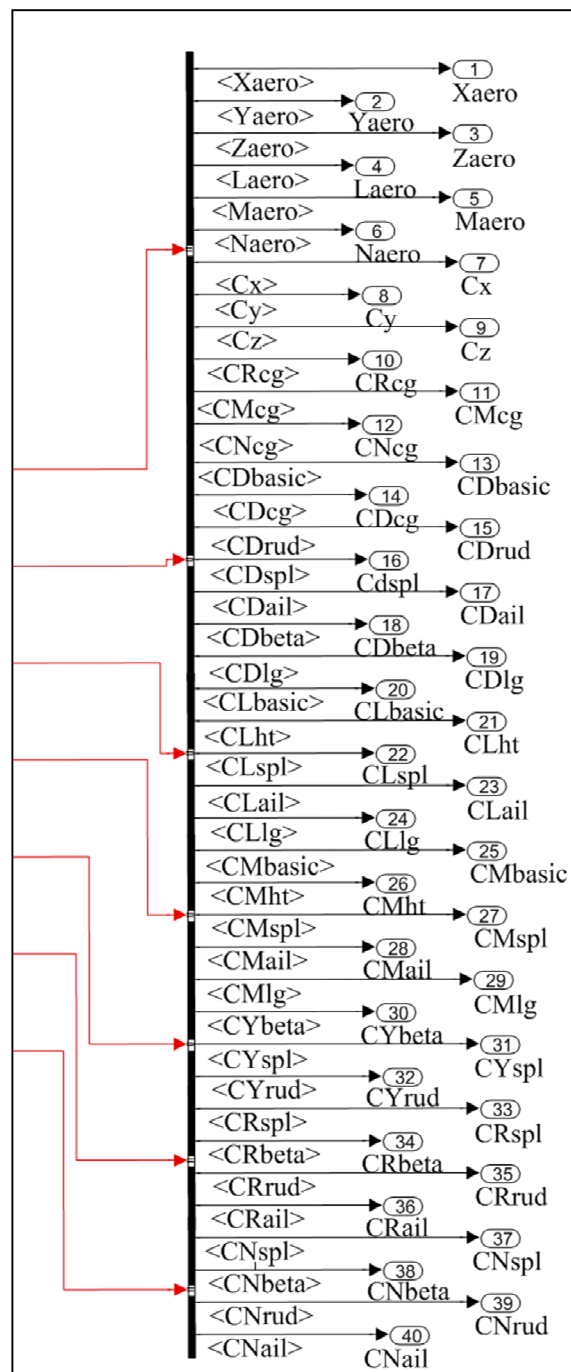 1
<Xaero>
Xaero
2
<Yaero>
Yaero
3
<Zaero>
Zaero
4
<Laero>
Laero
5
<Maero>
Maero
6
<Naero>
Naero
7
<Cx>
Cx
8
<Cy>
Cy
9
<Cz>
Cz
10
<CRcg>
CRcg
11
<CMcg>
CMcg
12
<CNcg>
CNcg
13
<CDbasic>
CDbasic
14
<CDcg>
CDcg
15
<CDrud>
CDrud
16
<CDspl>
Cdspl
17
<CDail>
CDail
18
<CDbeta>
CDbeta
19
<CDlg>
CDlg
20
<CLbasic>
CLbasic
21
<CLht>
CLht
22
<CLspl>
CLspl
23
<CLail>
CLail
24
<CLlg>
CLlg
25
<CMbasic>
CMbasic
26
<CMht>
CMht
27
<CMspl>
CMspl
28
<CMail>
CMail
29
<CMlg>
CMlg
30
<CYbeta>
CYbeta
31
<CYspl>
CYspl
32
<CYrud>
CYrud
33
<CRspl>
CRspl
34
<CRbeta>
CRbeta
35
<CRrud>
CRrud
36
<CRail>
CRail
37
<CNspl>
CNspl
38
<CNbeta>
CNbeta
39
<CNrud>
CNrud
40
<CNail>
CNail